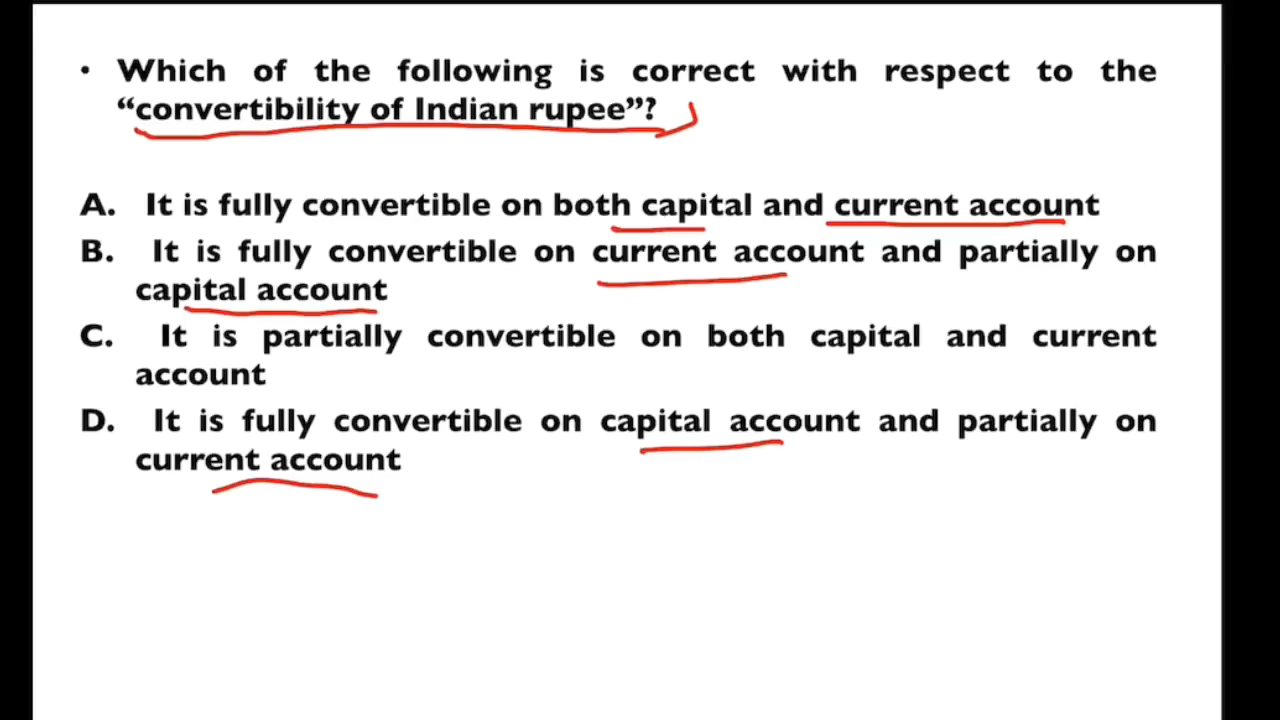 • Which of the following is correct with respect to the
“convertibility of Indian rupee”?
A. It is fully convertible on both capital and current account
B. It is fully convertible on current account and partially on
capital account
C. It is partially convertible on both capital and current
account
D. It is fully convertible on capital account and partially on
current account